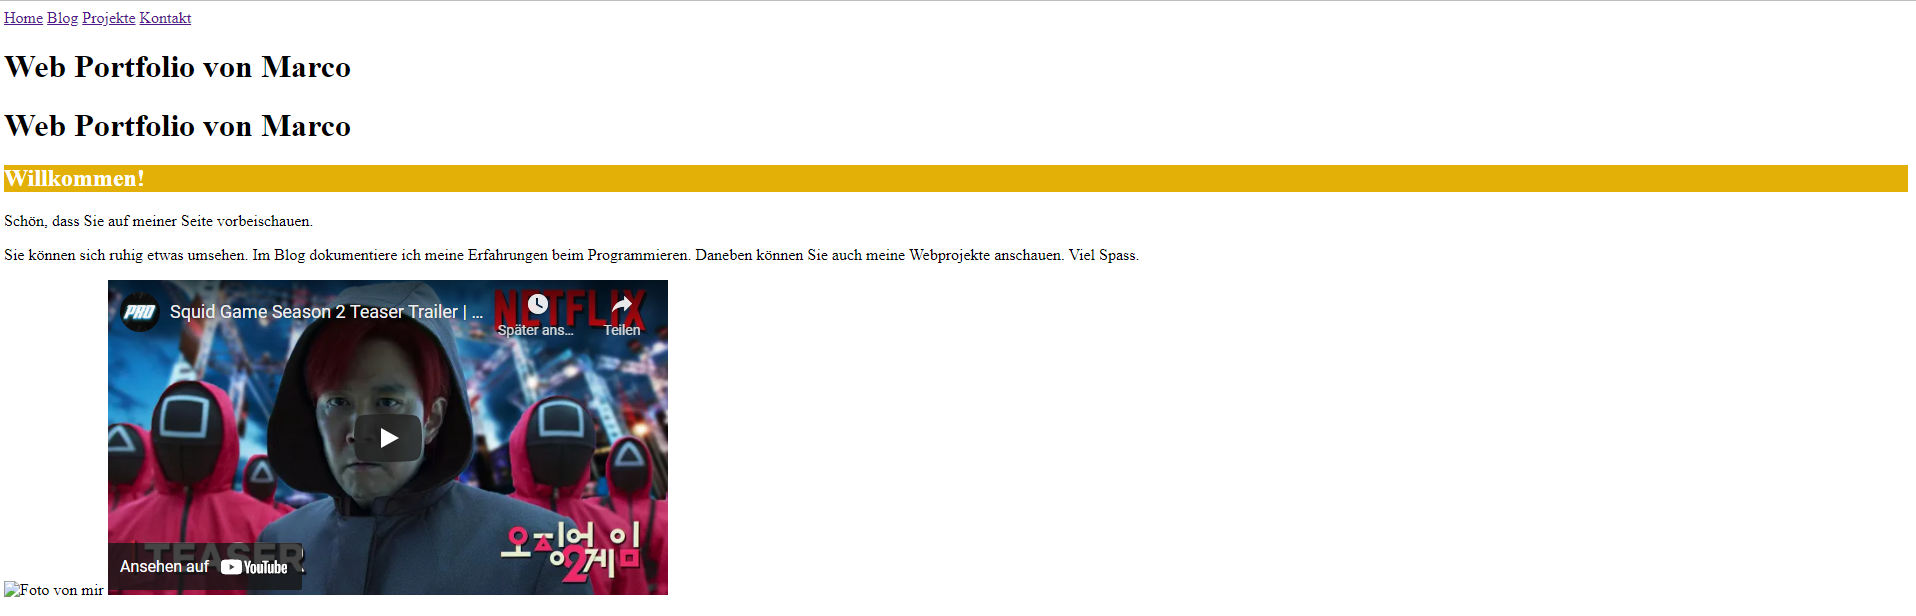 Home Blog Projekte Kontakt
Web Portfolio von Marco
Web Portfolio von Marco
Willkommen!
Schön, dass Sie auf meiner Seite vorbeischauen.
Sie können sich ruhig etwas umsehen. Im Blog dokumentiere ich meine Erfahrungen beim Programmieren. Daneben können Sie auch meine Webprojekte anschauen. Viel Spass.
PRO
Squid Game Season 2 Teaser Trailer | ...
NETFLIX
Später ans...
Teilen
오징어 게임
2
TEASER
Ansehen auf YouTube
Foto von mir